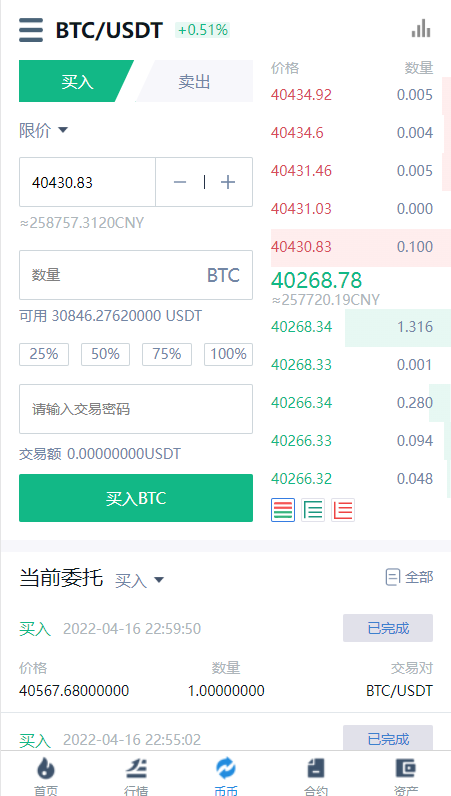 BTC/USDT +0.51%
买入 卖出
限价
40430.83
≈258757.3120CNY
数量 BTC
可用 30846.27620000 USDT
25% 50% 75% 100%
请输入交易密码
交易额 0.00000000USDT
买入BTC
价格 数量
40434.92 0.005
40434.6 0.004
40431.46 0.005
40431.03 0.000
40430.83 0.100
40268.78
≈257720.19CNY
40268.34 1.316
40268.33 0.001
40266.34 0.280
40266.33 0.094
40266.32 0.048
当前委托 买入 全部
买入 2022-04-16 22:59:50 已完成
价格 数量 交易对
40567.68000000 1.00000000 BTC/USDT
买入 2022-04-16 22:55:02 已完成
首页 行情 币币 合约 资产